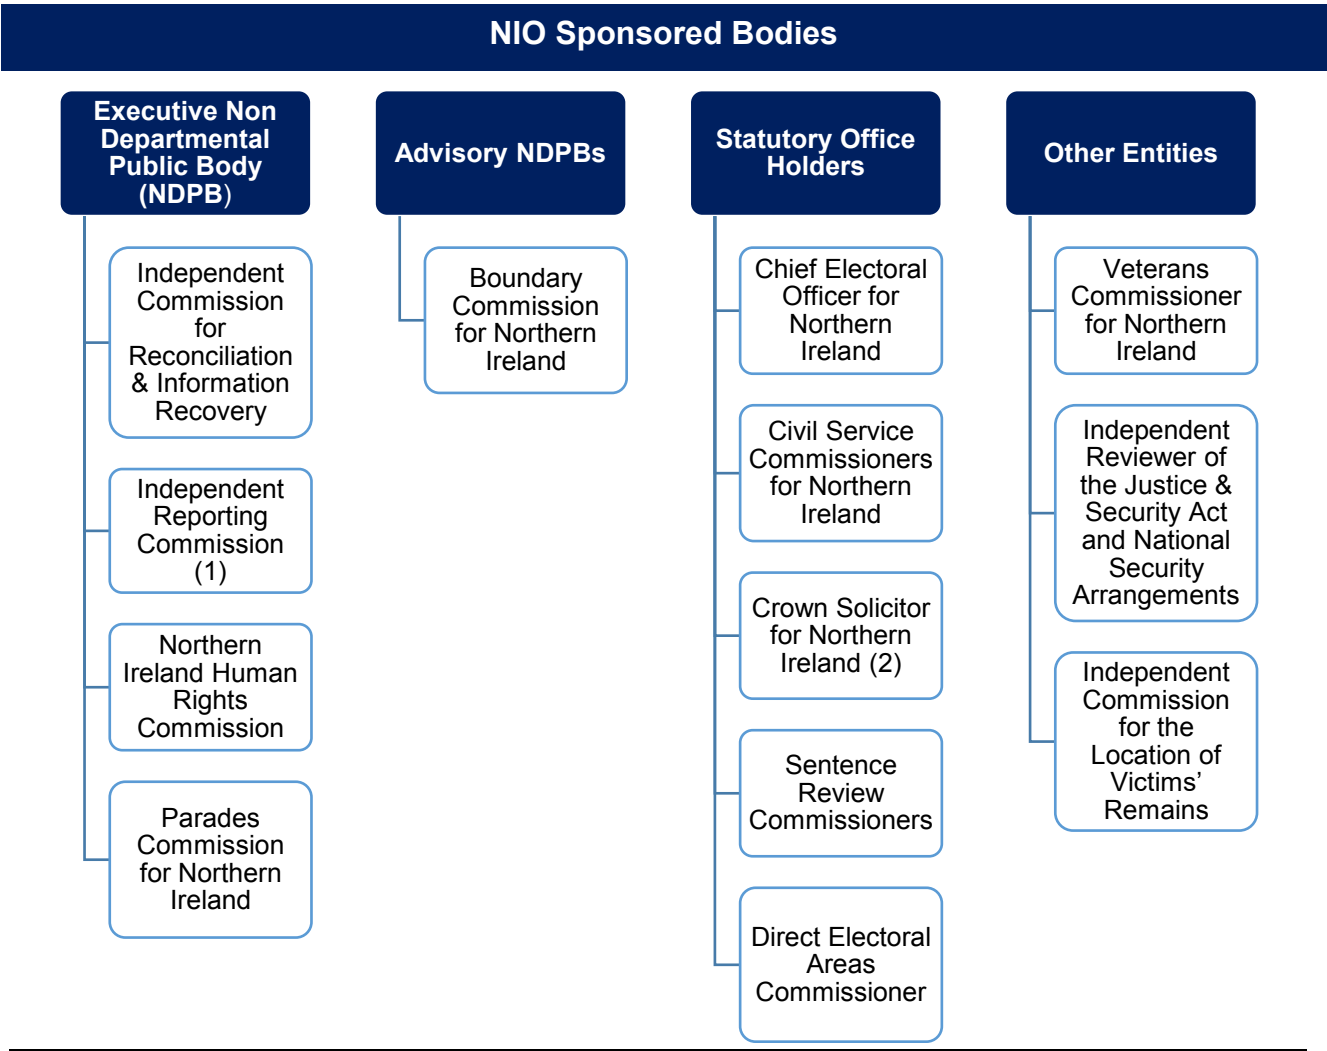 NIO Sponsored Bodies
Executive Non
Departmental
Public Body
(NDPB)
Independent
Commission
for
Reconciliation
& Information
Recovery
Independent
Reporting
Commission
(1)
Northern
Ireland Human
Rights
Commission
Parades
Commission
for Northern
Ireland
Advisory NDPBs
Boundary
Commission
for Northern
Ireland
Statutory Office
Holders
Chief Electoral
Officer for
Northern
Ireland
Civil Service
Commissioners
for Northern
Ireland
Crown Solicitor
for Northern
Ireland (2)
Sentence
Review
Commissioners
Direct Electoral
Areas
Commissioner
Other Entities
Veterans
Commissioner
for Northern
Ireland
Independent
Reviewer of
the Justice &
Security Act
and National
Security
Arrangements
Independent
Commission
for the
Location of
Victims’
Remains